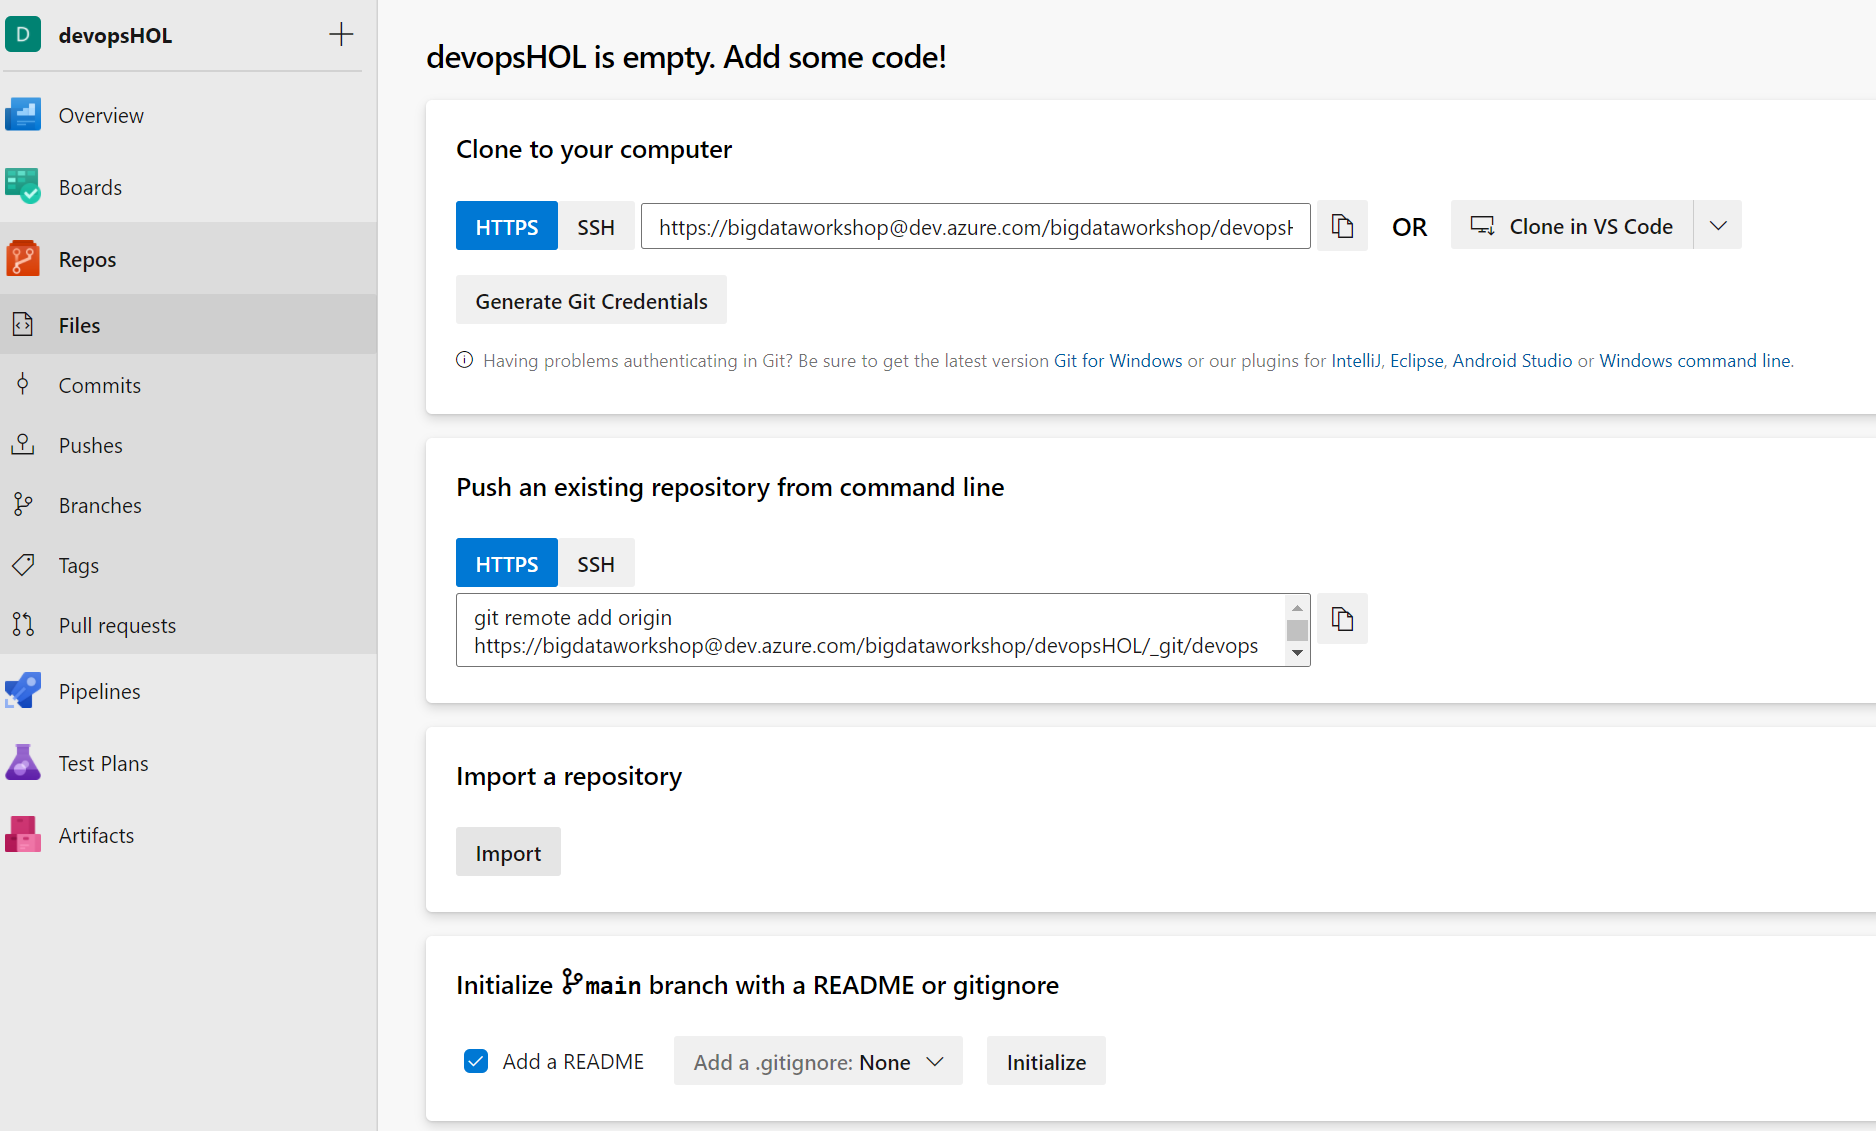 D devopsHOL
Overview
Boards
Repos
Files
Commits
Pushes
Branches
Tags
Pull requests
Pipelines
Test Plans
Artifacts
devopsHOL is empty. Add some code!
Clone to your computer
HTTPS SSH https://bigdataworkshop@dev.azure.com/bigdataworkshop/devopsH OR Clone in VS Code
Generate Git Credentials
Having problems authenticating in Git? Be sure to get the latest version Git for Windows or our plugins for IntelliJ, Eclipse, Android Studio or Windows command line.
Push an existing repository from command line
HTTPS SSH
git remote add origin
https://bigdataworkshop@dev.azure.com/bigdataworkshop/devopsHOL/_git/devops
Import a repository
Import
Initialize main branch with a README or gitignore
Add a README Add a .gitignore: None Initialize